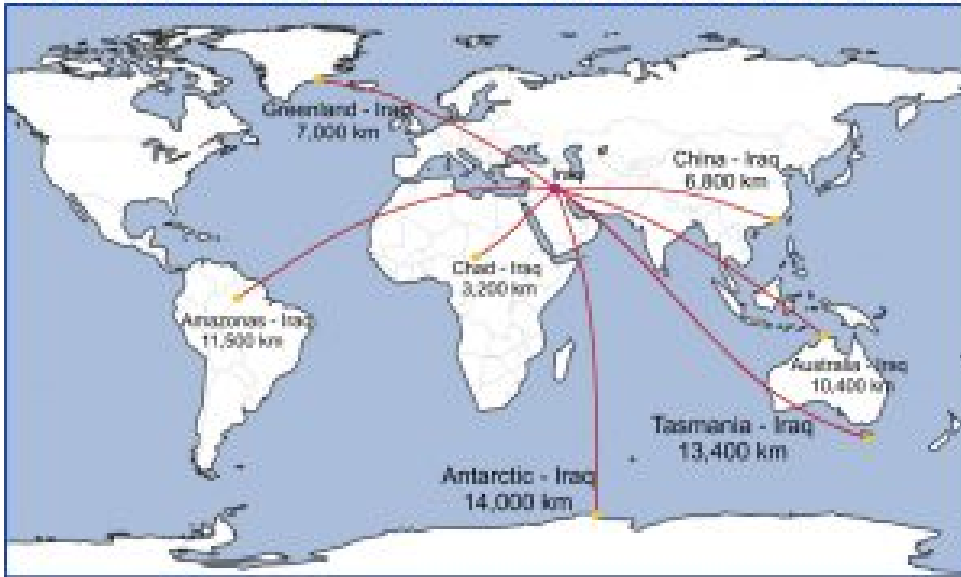 Greenland - Iraq
7,000 km
China - Iraq
6,800 km
Iraq
Chad - Iraq
3,200 km
Amazonas - Iraq
11,500 km
Australia - Iraq
10,400 km
Tasmania - Iraq
13,400 km
Antarctic - Iraq
14,000 km